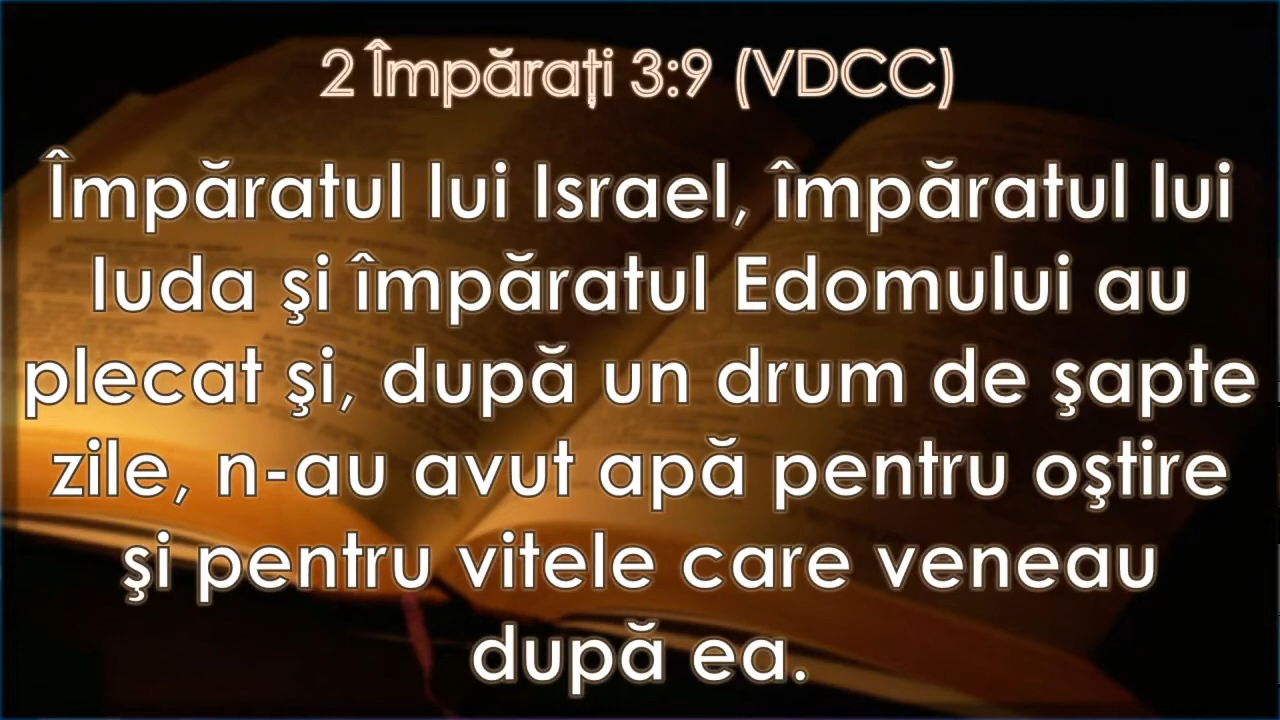 2 Împărați 3:9 (VDCC)
Împăratul lui Israel, împăratul lui
Iuda şi împăratul Edomului au
plecat şi, după un drum de şapte
zile, n-au avut apă pentru oştire
şi pentru vitele care veneau
după ea.